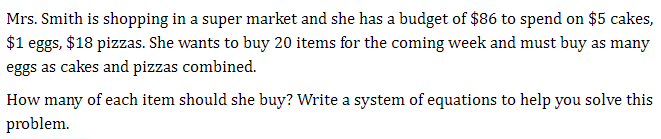 Mrs. Smith is shopping in a super market and she has a budget of $86 to spend on $5 cakes,
$1 eggs, $18 pizzas. She wants to buy 20 items for the coming week and must buy as many
eggs as cakes and pizzas combined.
How many of each item should she buy? Write a system of equations to help you solve this
problem.